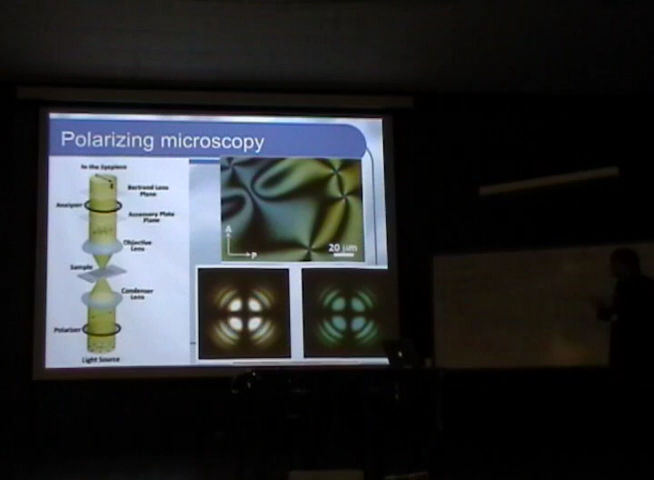 Polarizing microscopy
To the Eyepiece
Bertrand Lens
Plane
Analyzer
Accessory Plate
Plane
Objective
Lens
Sample
Condenser
Lens
Polarizer
Light Source
A
P
20 µm